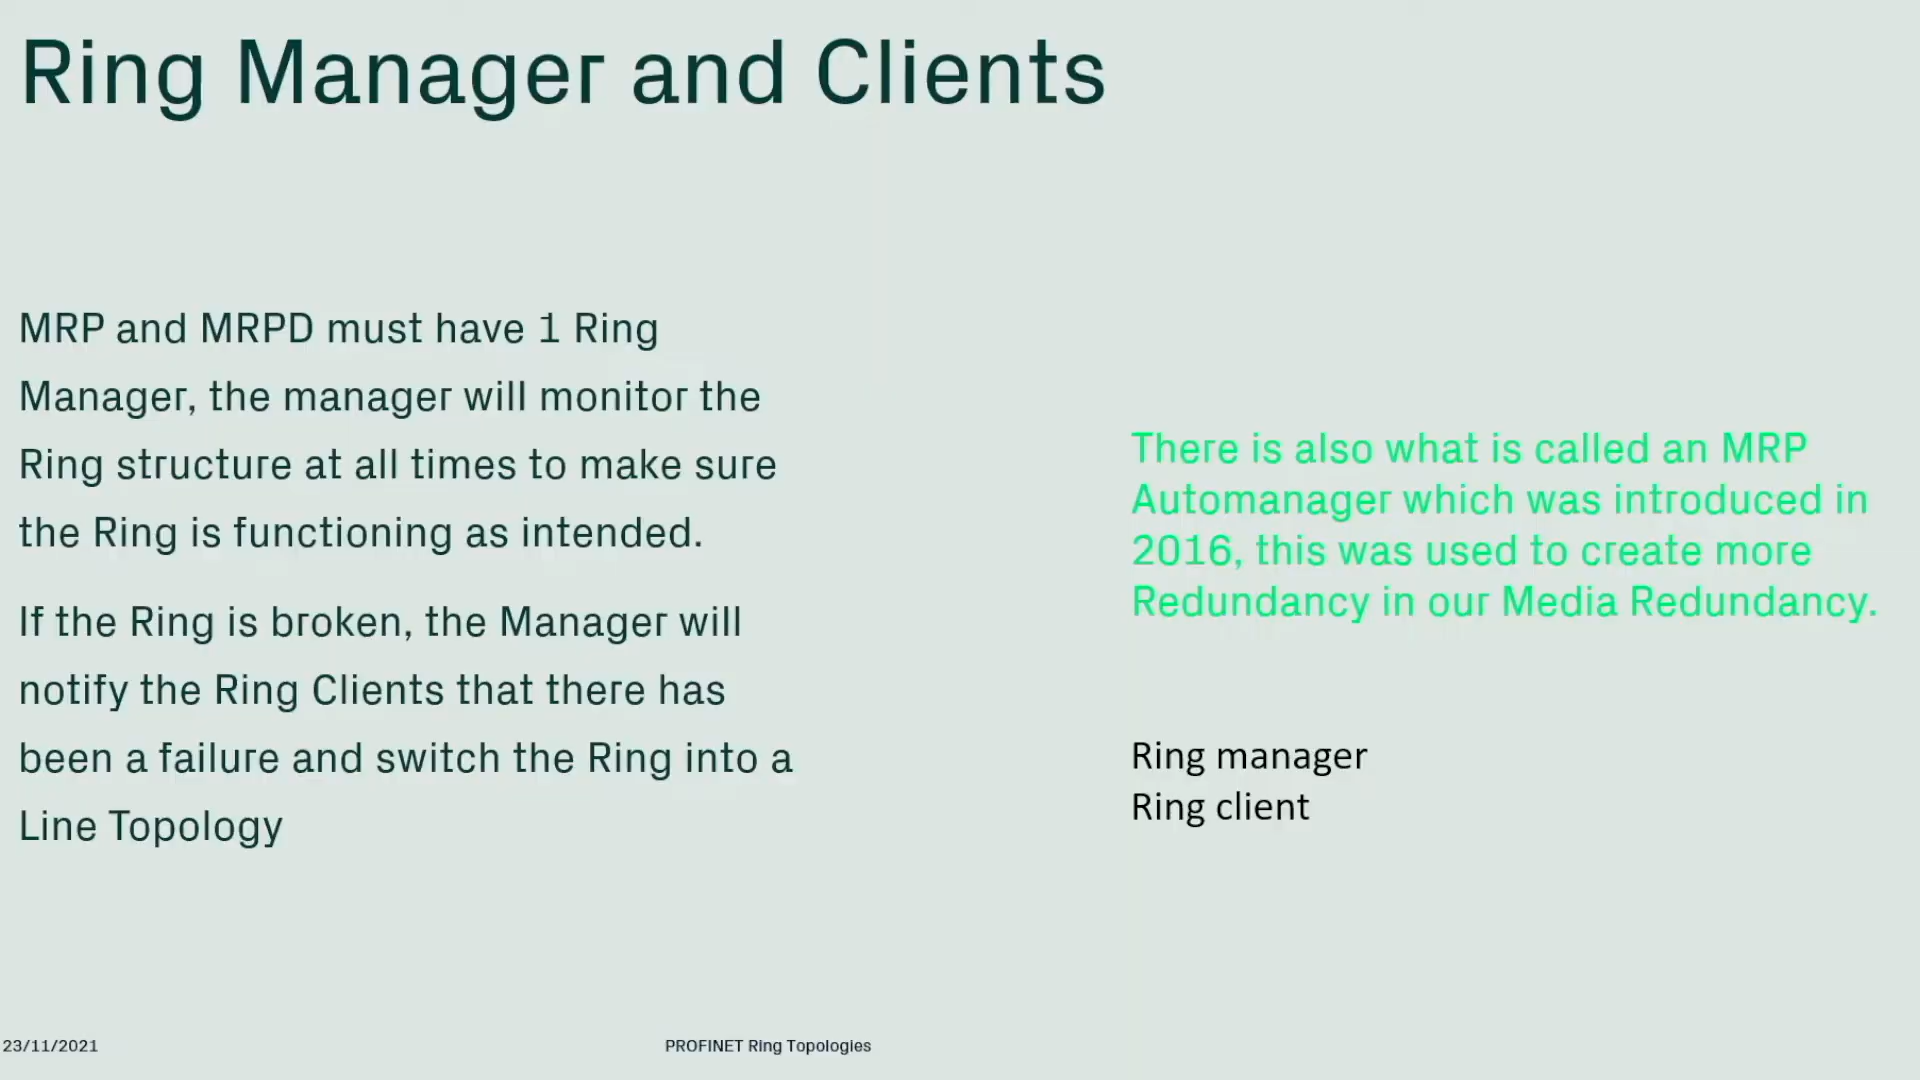 Ring Manager and Clients
MRP and MRPD must have 1 Ring
Manager, the manager will monitor the
Ring structure at all times to make sure
the Ring is functioning as intended.
If the Ring is broken, the Manager will
notify the Ring Clients that there has
been a failure and switch the Ring into a
Line Topology
There is also what is called an MRP
Automanager which was introduced in
2016, this was used to create more
Redundancy in our Media Redundancy.
Ring manager
Ring client
23/11/2021
PROFINET Ring Topologies